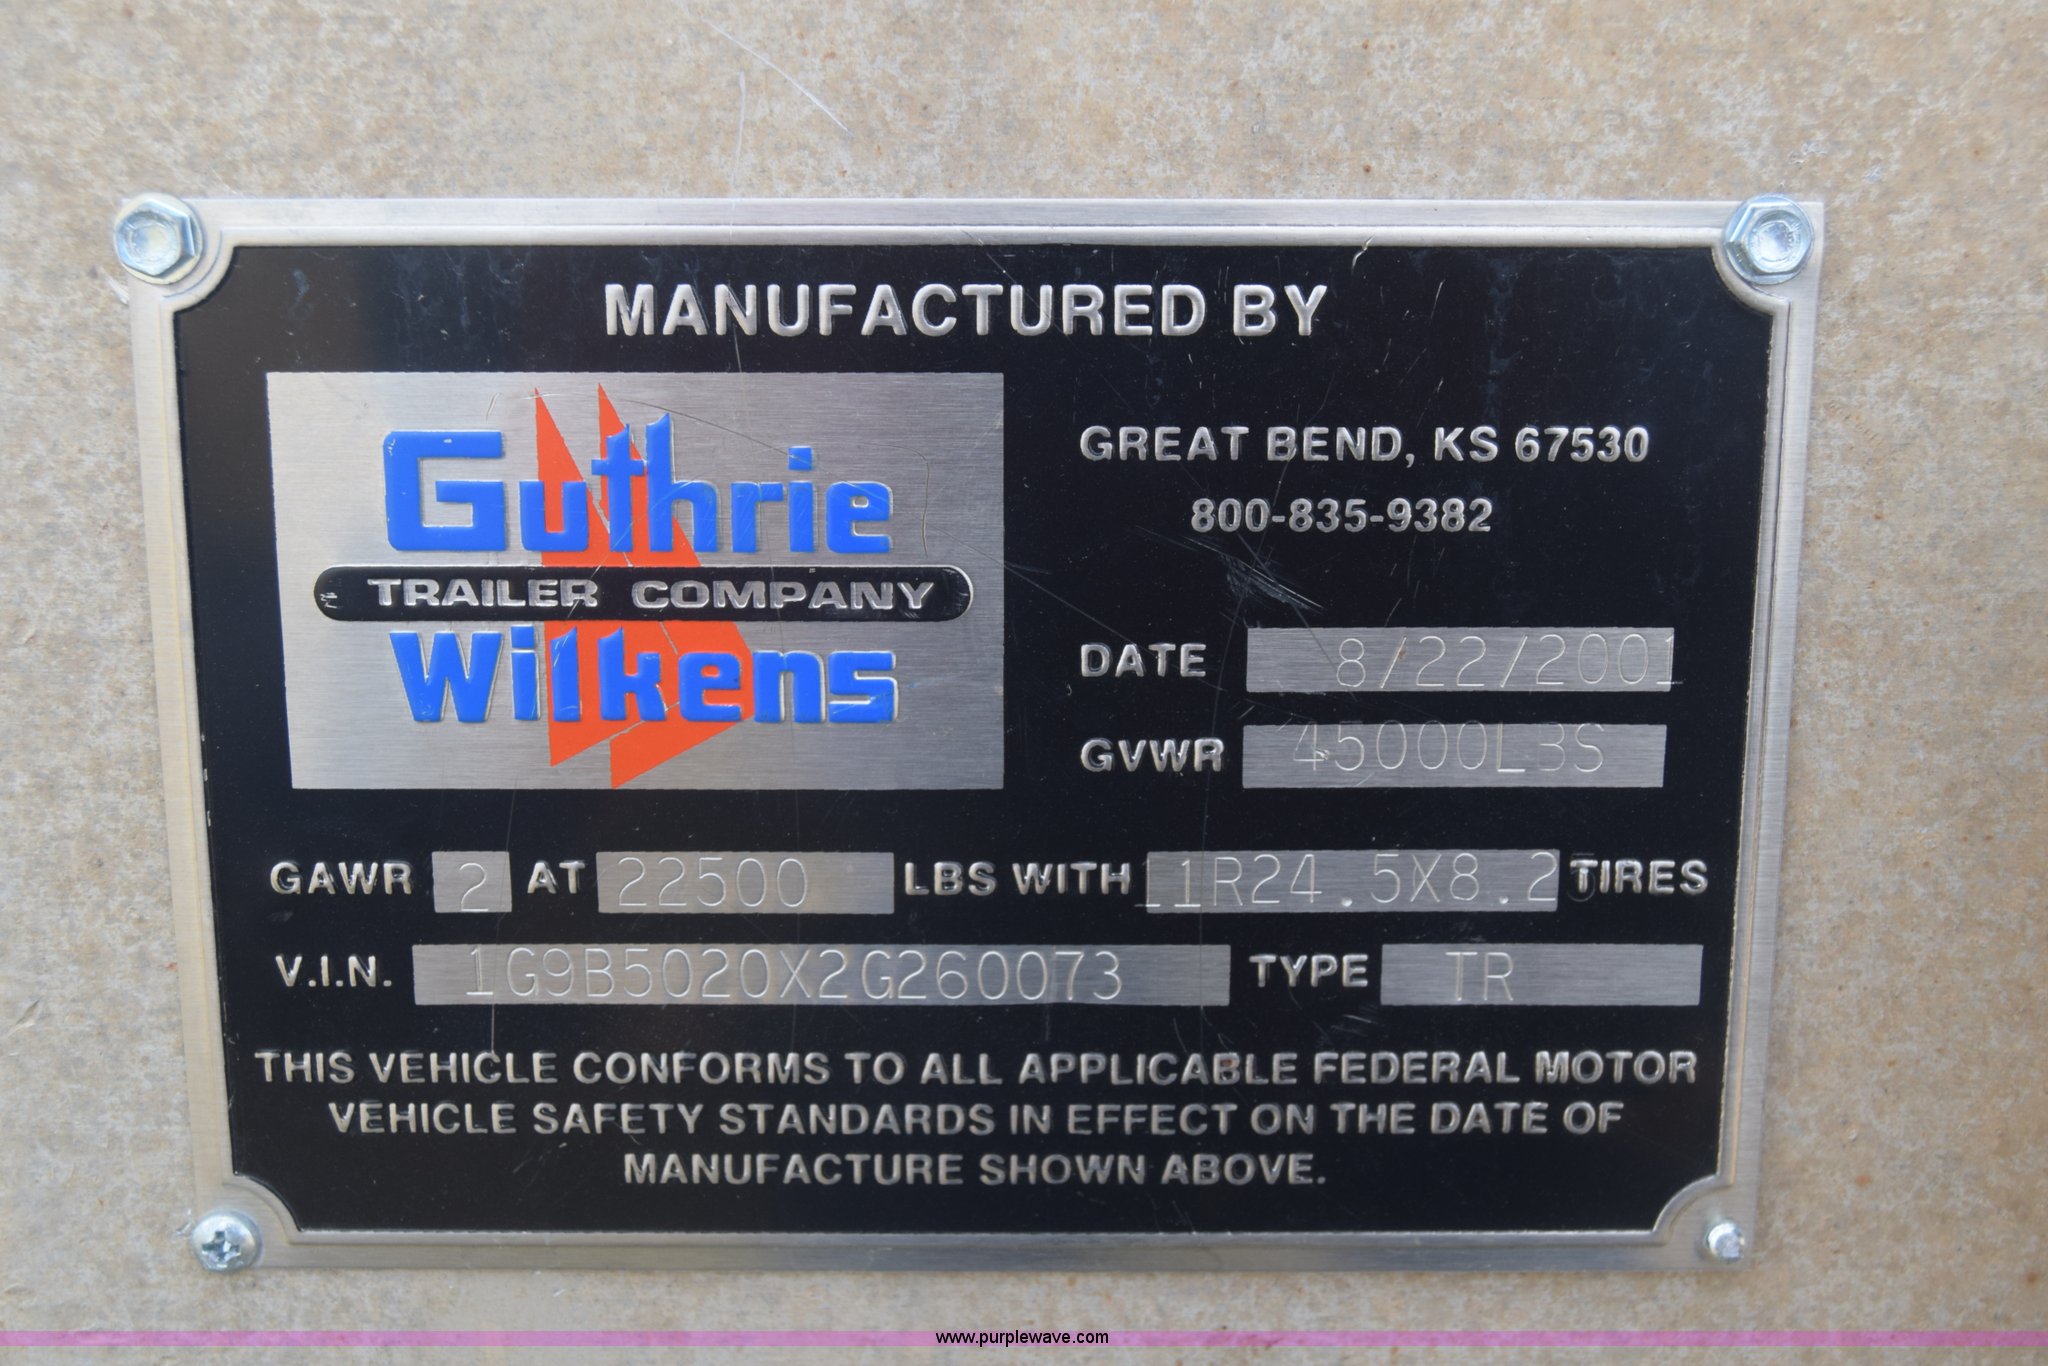 MANUFACTURED BY
Guthrie
TRAILER COMPANY
Wilkens
GREAT BEND, KS 67530
800-835-9382
DATE 8/22/2001
GVWR 45000LBS
GAWR 2 AT 22500 LBS WITH 11R24.5X8.25 TIRES
V.I.N. 1G9B5020X2G260073 TYPE TR
THIS VEHICLE CONFORMS TO ALL APPLICABLE FEDERAL MOTOR
VEHICLE SAFETY STANDARDS IN EFFECT ON THE DATE OF
MANUFACTURE SHOWN ABOVE.
www.purplewave.com